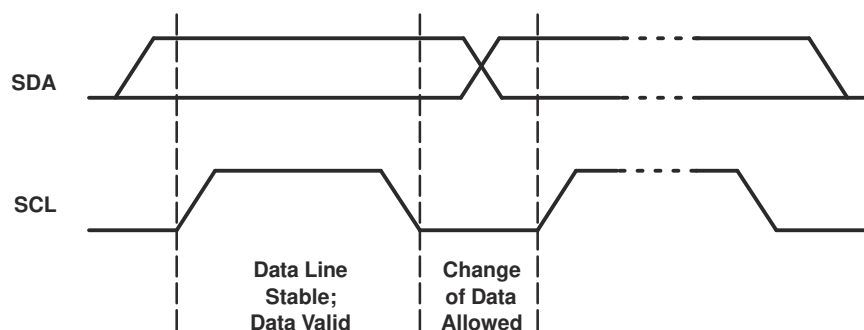 SDA
SCL
Data Line
Stable;
Data Valid
Change
of Data
Allowed